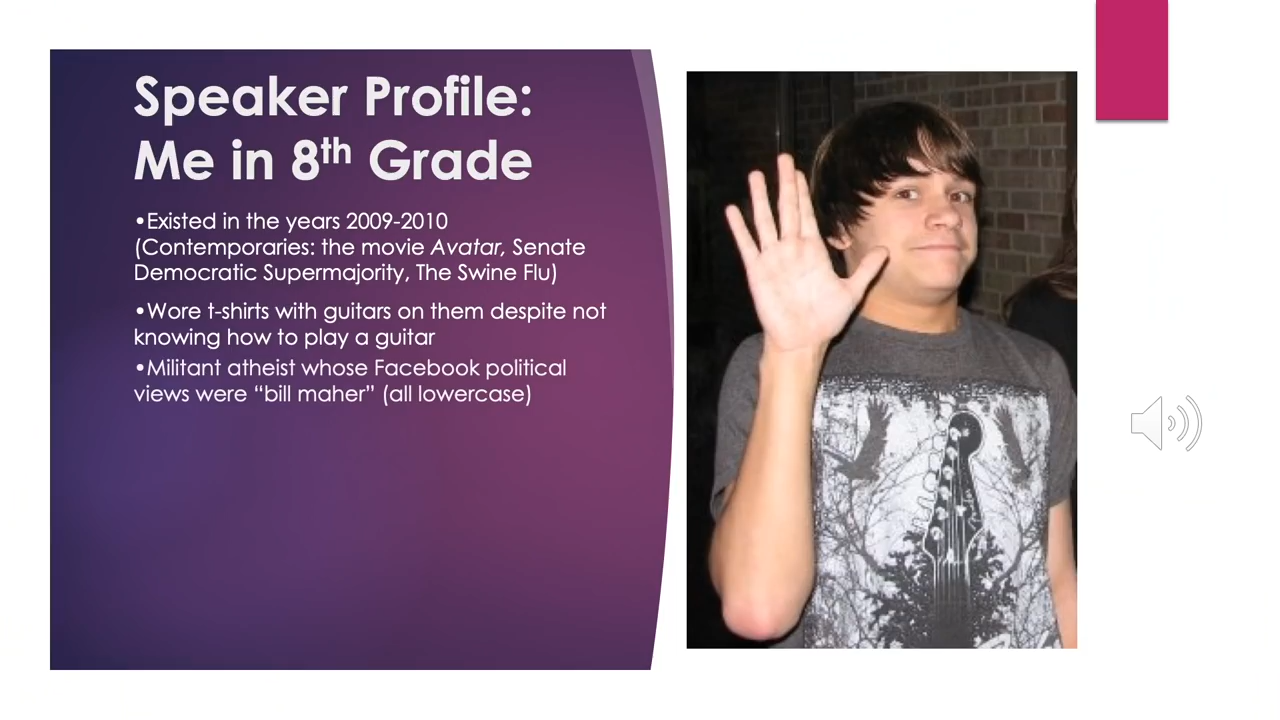 Speaker Profile:
Me in 8th Grade
•Existed in the years 2009-2010
(Contemporaries: the movie Avatar, Senate
Democratic Supermajority, The Swine Flu)
•Wore t-shirts with guitars on them despite not
knowing how to play a guitar
•Militant atheist whose Facebook political
views were “bill maher” (all lowercase)